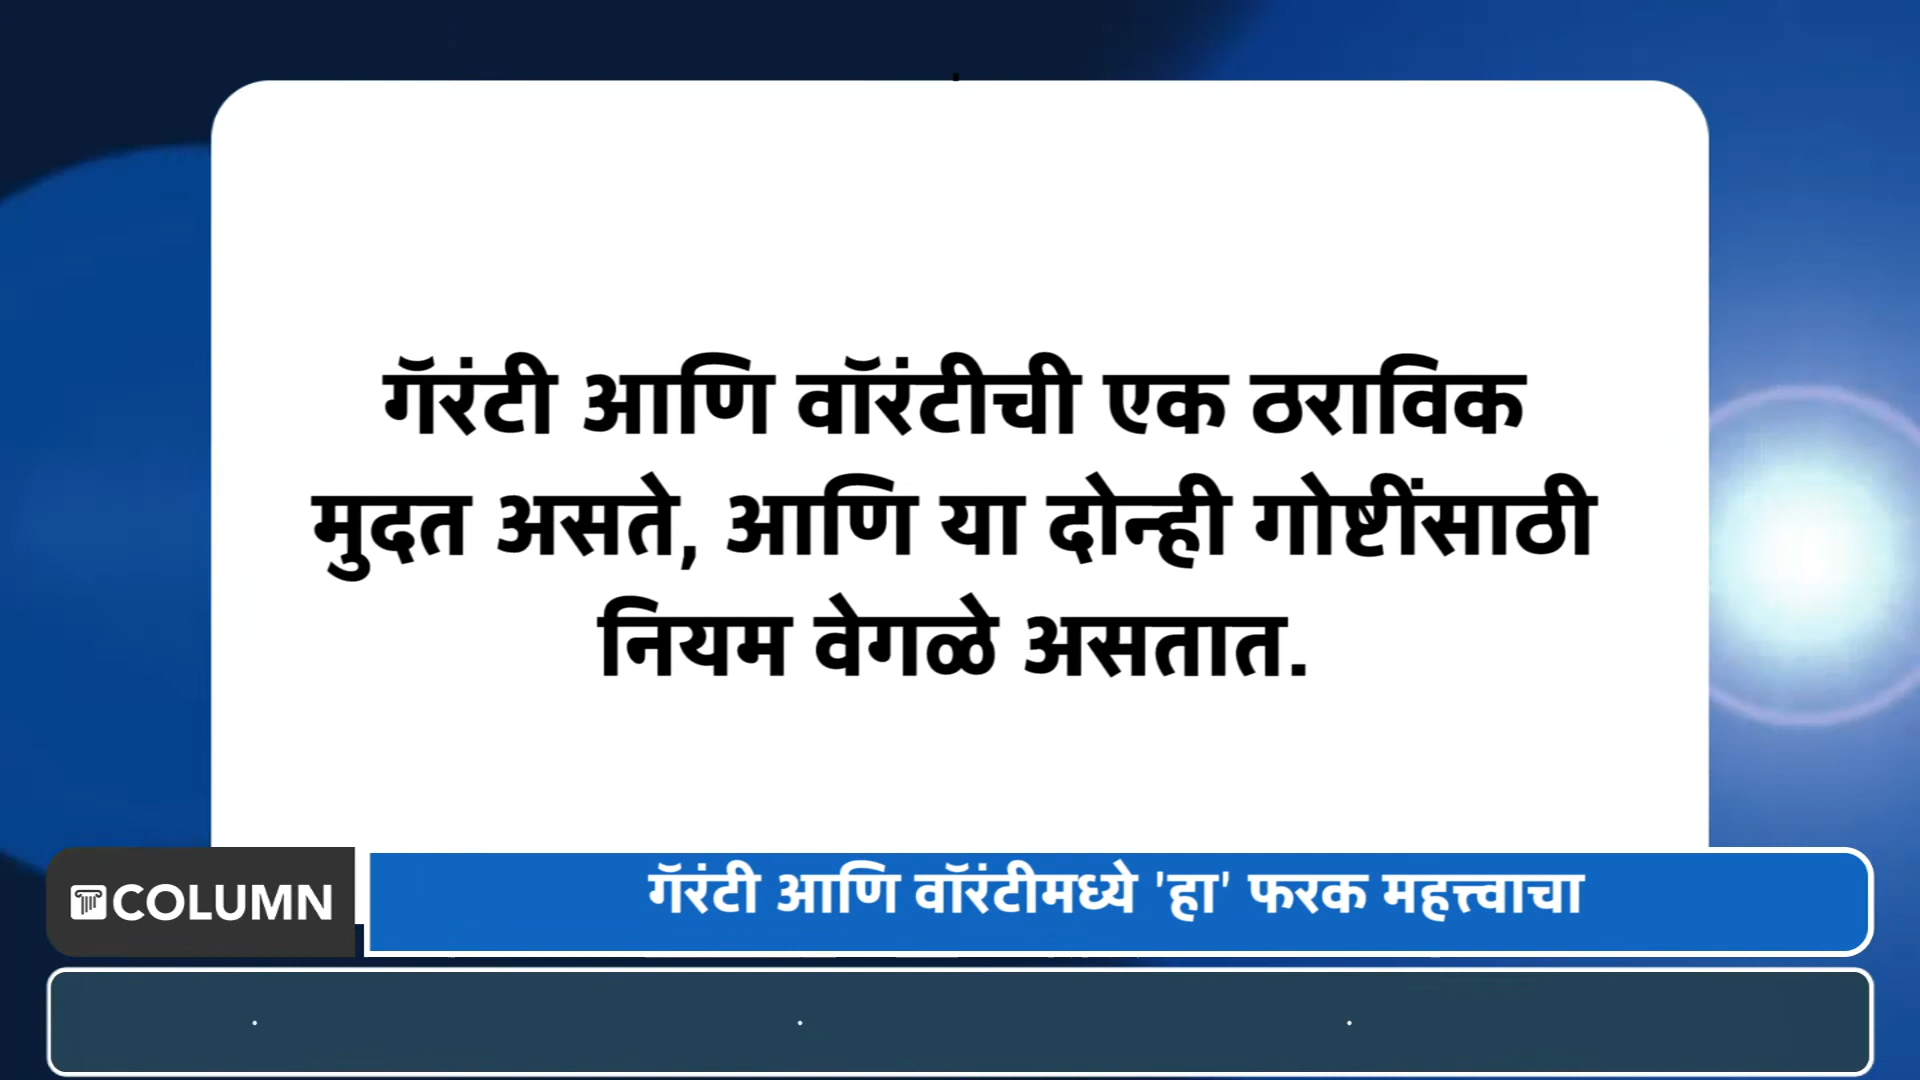 गॅरंटी आणि वॉरंटीची एक ठराविक
मुदत असते, आणि या दोन्ही गोष्टींसाठी
नियम वेगळे असतात.
COLUMN
गॅरंटी आणि वॉरंटीमध्ये 'हा' फरक महत्त्वाचा